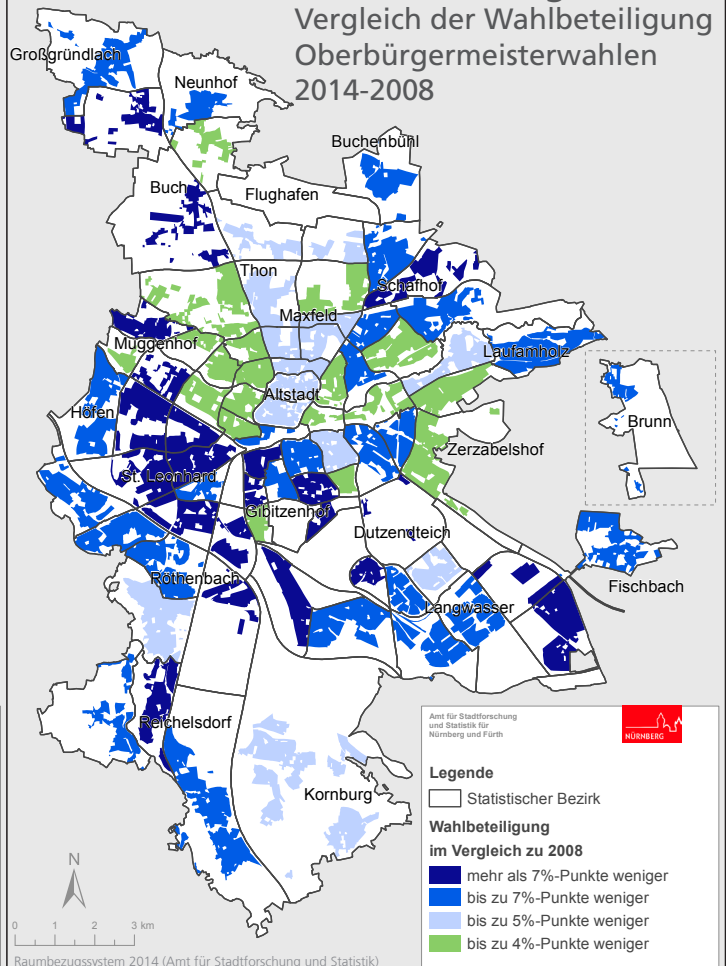 Vergleich der Wahlbeteiligung
Oberbürgermeisterwahlen
2014-2008
Großgründlach
Neunhof
Buchenbühl
Buch
Flughafen
Thon
Schafhof
Maxfeld
Muggenhof
Laufamholz
Altstadt
Höfen
Brunn
Zerzabelshof
St. Leonhard
Gibitzenhof
Dutzendteich
Röthenbach
Langwasser
Fischbach
Reichelsdorf
Kornburg
Amt für Stadtforschung
und Statistik für
Nürnberg und Fürth
NÜRNBERG
Legende
Statistischer Bezirk
Wahlbeteiligung
im Vergleich zu 2008
mehr als 7%-Punkte weniger
bis zu 7%-Punkte weniger
bis zu 5%-Punkte weniger
bis zu 4%-Punkte weniger
N
0 1 2 3 km
Raumbezugssystem 2014 (Amt für Stadtforschung und Statistik)